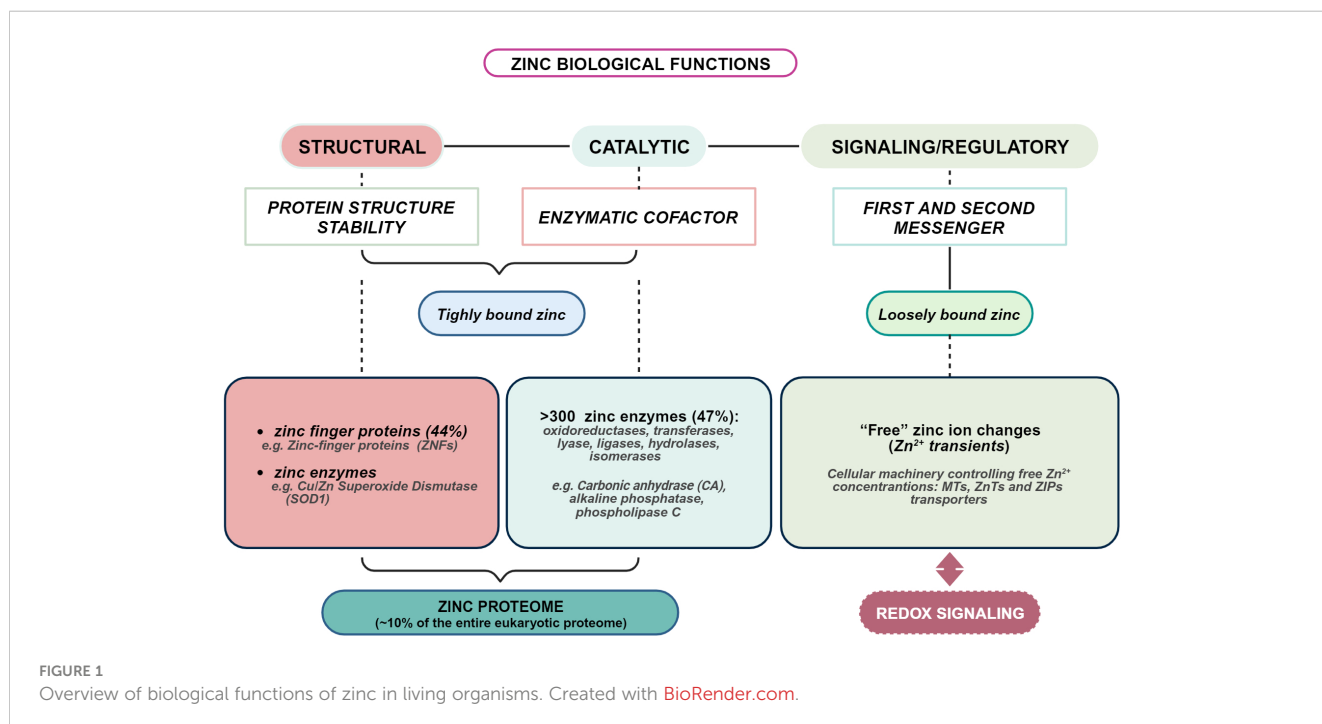 ZINC BIOLOGICAL FUNCTIONS
STRUCTURAL
CATALYTIC
SIGNALING/REGULATORY
PROTEIN STRUCTURE
STABILITY
ENZYMATIC COFACTOR
FIRST AND SECOND
MESSENGER
Tighly bound zinc
Loosely bound zinc
• zinc finger proteins (44%)
e.g. Zinc-finger proteins (ZNFs)
• zinc enzymes
e.g. Cu/Zn Superoxide Dismutase
(SOD1)
>300 zinc enzymes (47%):
oxidoreductases, transferases,
lyase, ligases, hydrolases,
isomerases
e.g. Carbonic anhydrase (CA),
alkaline phosphatase,
phospholipase C
“Free” zinc ion changes
(Zn²⁺ transients)
Cellular machinery controlling free Zn²⁺
concentrantions: MTs, ZnTs and ZIPs
transporters
ZINC PROTEOME
(~10% of the entire eukaryotic proteome)
REDOX SIGNALING
FIGURE 1
Overview of biological functions of zinc in living organisms. Created with BioRender.com.